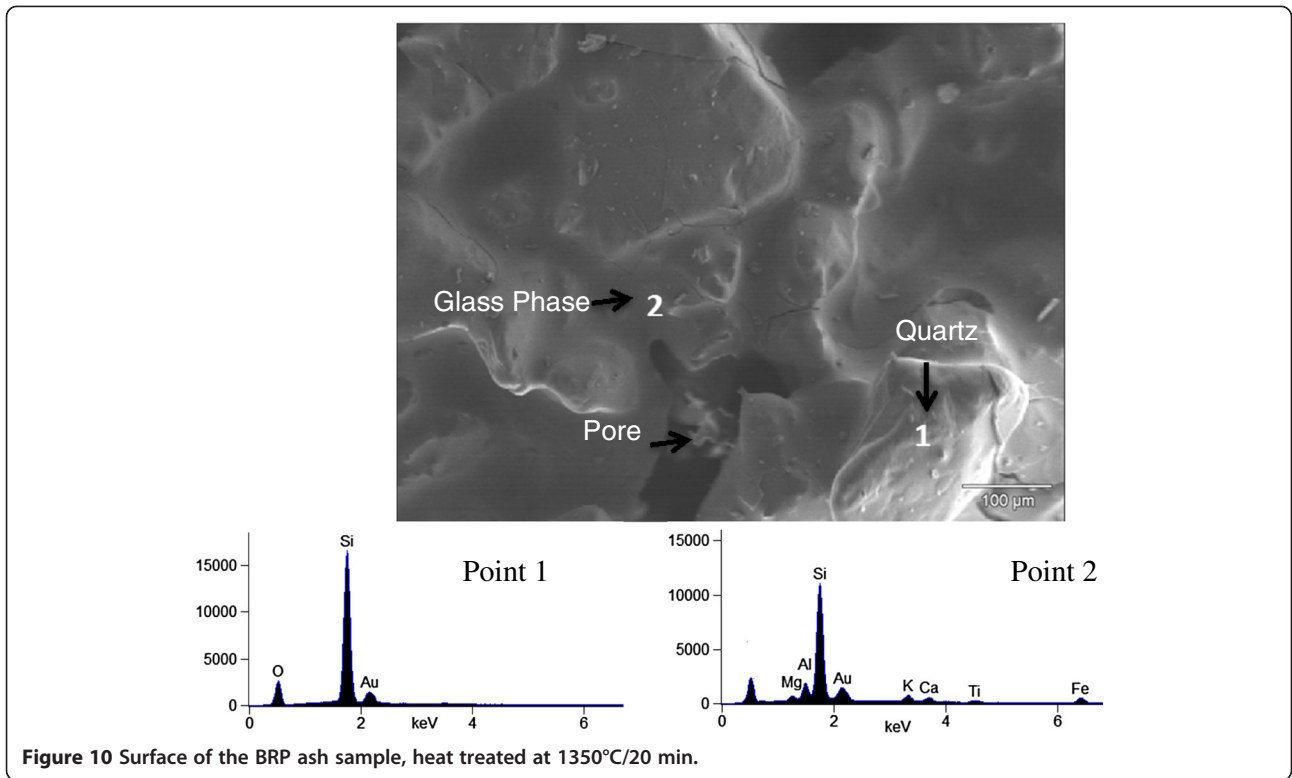 Glass Phase
2
Quartz
1
Pore
100 µm
Point 1
Si
15000
10000
5000
0
O
Au
0
2
4
6
keV
Point 2
15000
10000
5000
0
Si
Mg
Al
Au
K
Ca
Ti
Fe
0
2
4
6
keV
Figure 10 Surface of the BRP ash sample, heat treated at 1350°C/20 min.